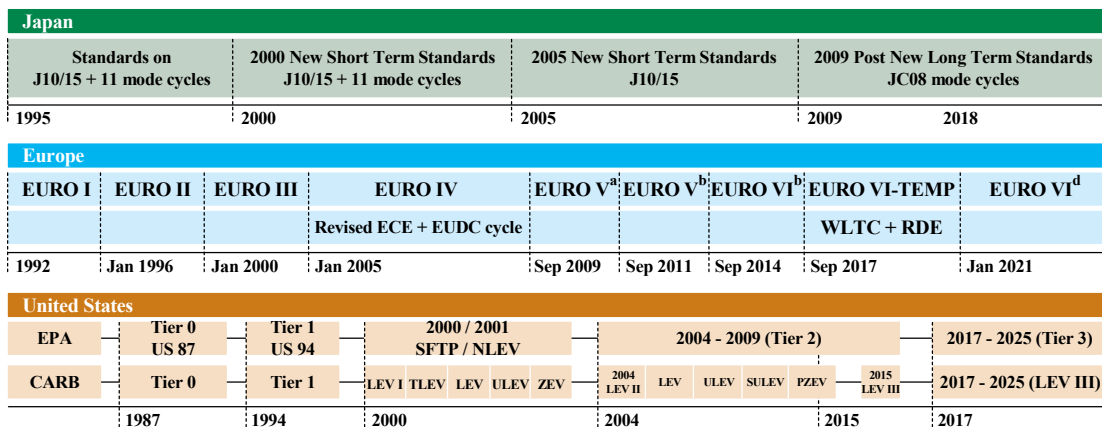 Japan
Standards on
J10/15 + 11 mode cycles
2000 New Short Term Standards
J10/15 + 11 mode cycles
2005 New Short Term Standards
J10/15
2009 Post New Long Term Standards
JC08 mode cycles
1995
2000
2005
2009
2018
Europe
EURO I
EURO II
EURO III
EURO IV
EURO Vᵃ
EURO Vᵇ
EURO VIᵇ
EURO VI-TEMP
EURO VIᵈ
Revised ECE + EUDC cycle
WLTC + RDE
1992
Jan 1996
Jan 2000
Jan 2005
Sep 2009
Sep 2011
Sep 2014
Sep 2017
Jan 2021
United States
EPA
Tier 0
US 87
Tier 1
US 94
2000 / 2001
SFTP / NLEV
2004 - 2009 (Tier 2)
2017 - 2025 (Tier 3)
CARB
Tier 0
Tier 1
LEV I
TLEV
LEV
ULEV
ZEV
2004
LEV II
LEV
ULEV
SULEV
PZEV
2015
LEV III
2017 - 2025 (LEV III)
1987
1994
2000
2004
2015
2017